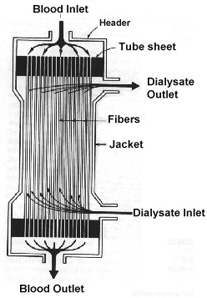 Blood Inlet
Header
Tube sheet
Dialysate
Outlet
Fibers
Jacket
Dialysate Inlet
Blood Outlet